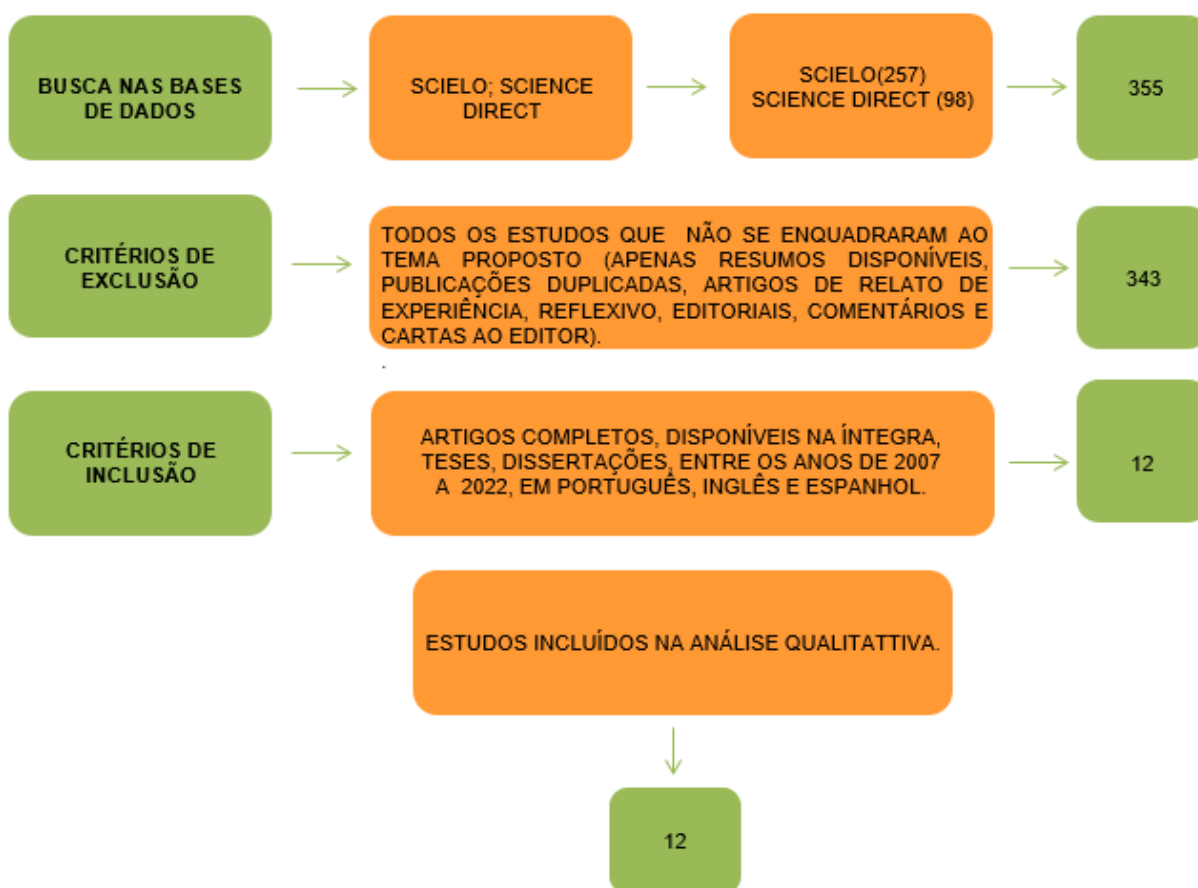 BUSCA NAS BASES
DE DADOS
SCIELO; SCIENCE
DIRECT
SCIELO(257)
SCIENCE DIRECT (98)
355
CRITÉRIOS DE
EXCLUSÃO
TODOS OS ESTUDOS QUE NÃO SE ENQUADRARAM AO
TEMA PROPOSTO (APENAS RESUMOS DISPONÍVEIS,
PUBLICAÇÕES DUPLICADAS, ARTIGOS DE RELATO DE
EXPERIÊNCIA, REFLEXIVO, EDITORIAIS, COMENTÁRIOS E
CARTAS AO EDITOR).
.
343
CRITÉRIOS DE
INCLUSÃO
ARTIGOS COMPLETOS, DISPONÍVEIS NA ÍNTEGRA,
TESES, DISSERTAÇÕES, ENTRE OS ANOS DE 2007
A 2022, EM PORTUGUÊS, INGLÊS E ESPANHOL.
12
ESTUDOS INCLUÍDOS NA ANÁLISE QUALITATTIVA.
12